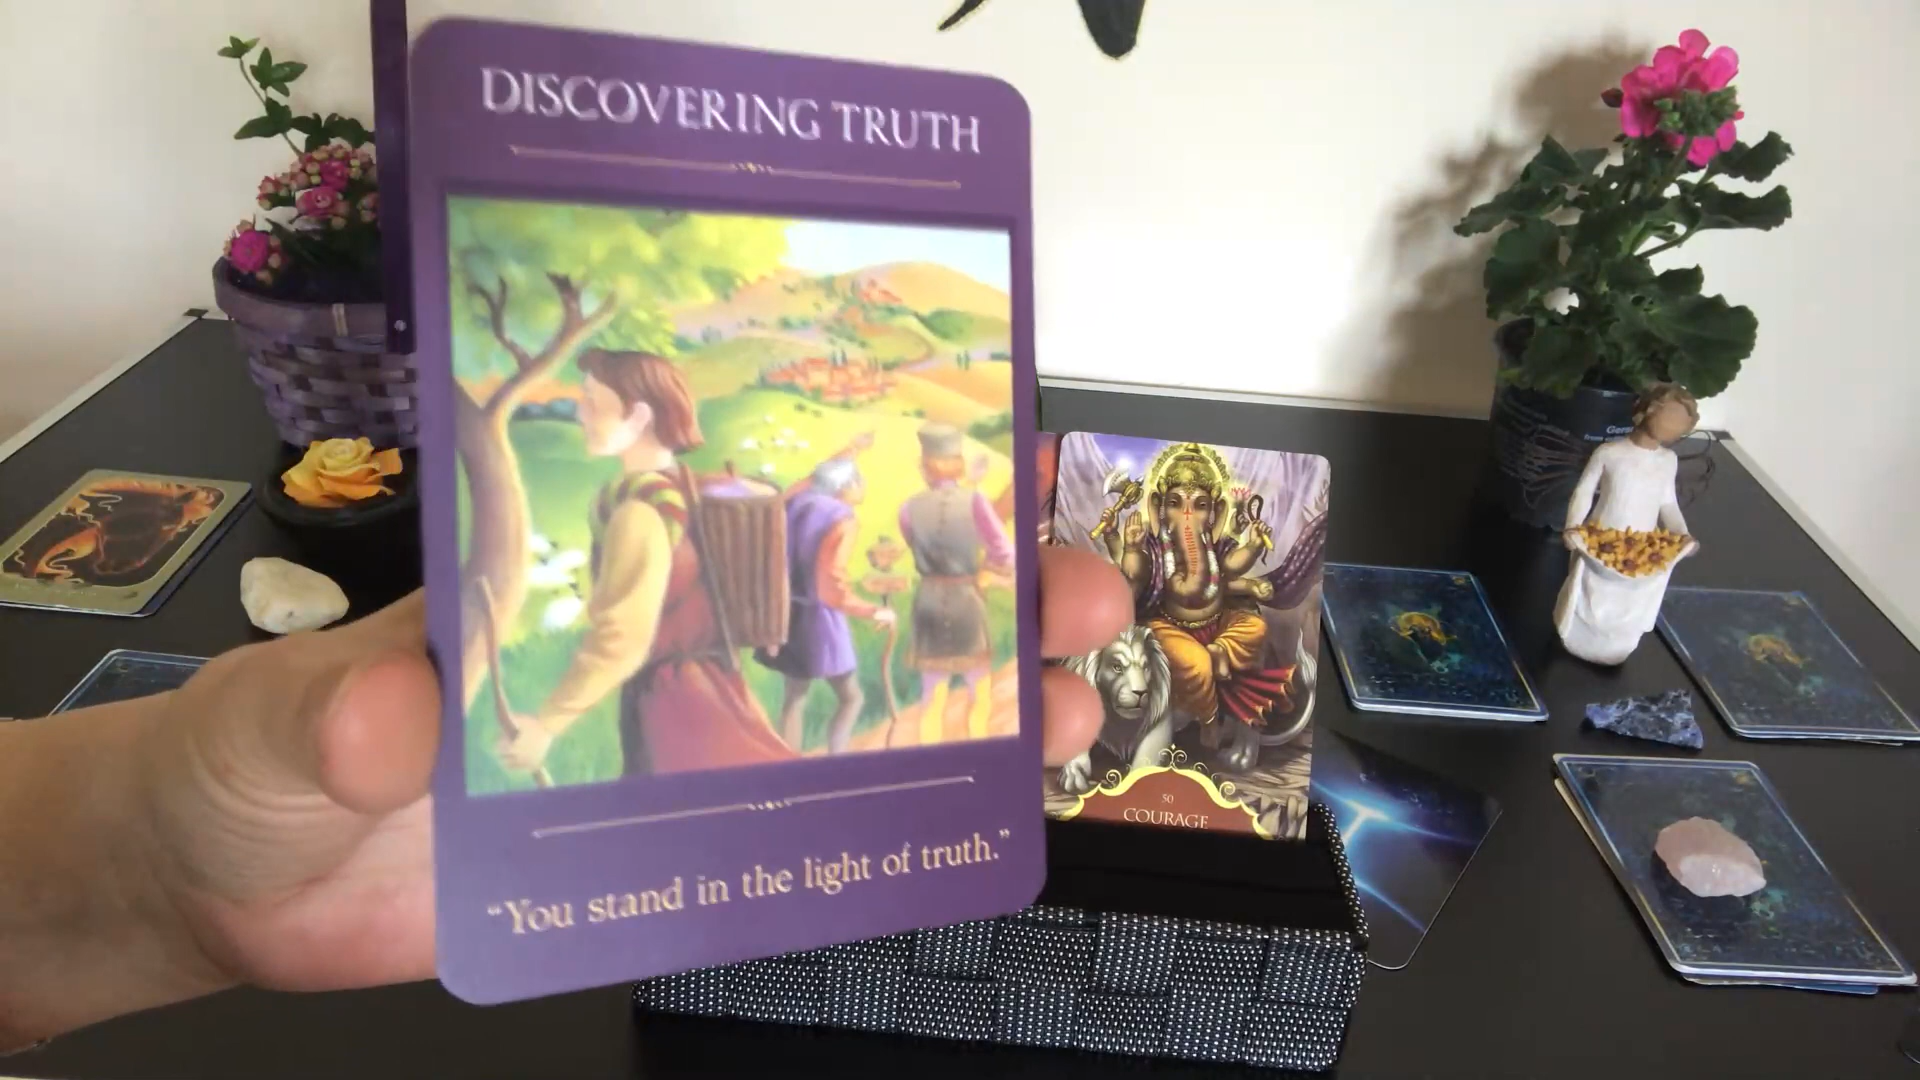 DISCOVERING TRUTH
"You stand in the light of truth."
50
COURAGE